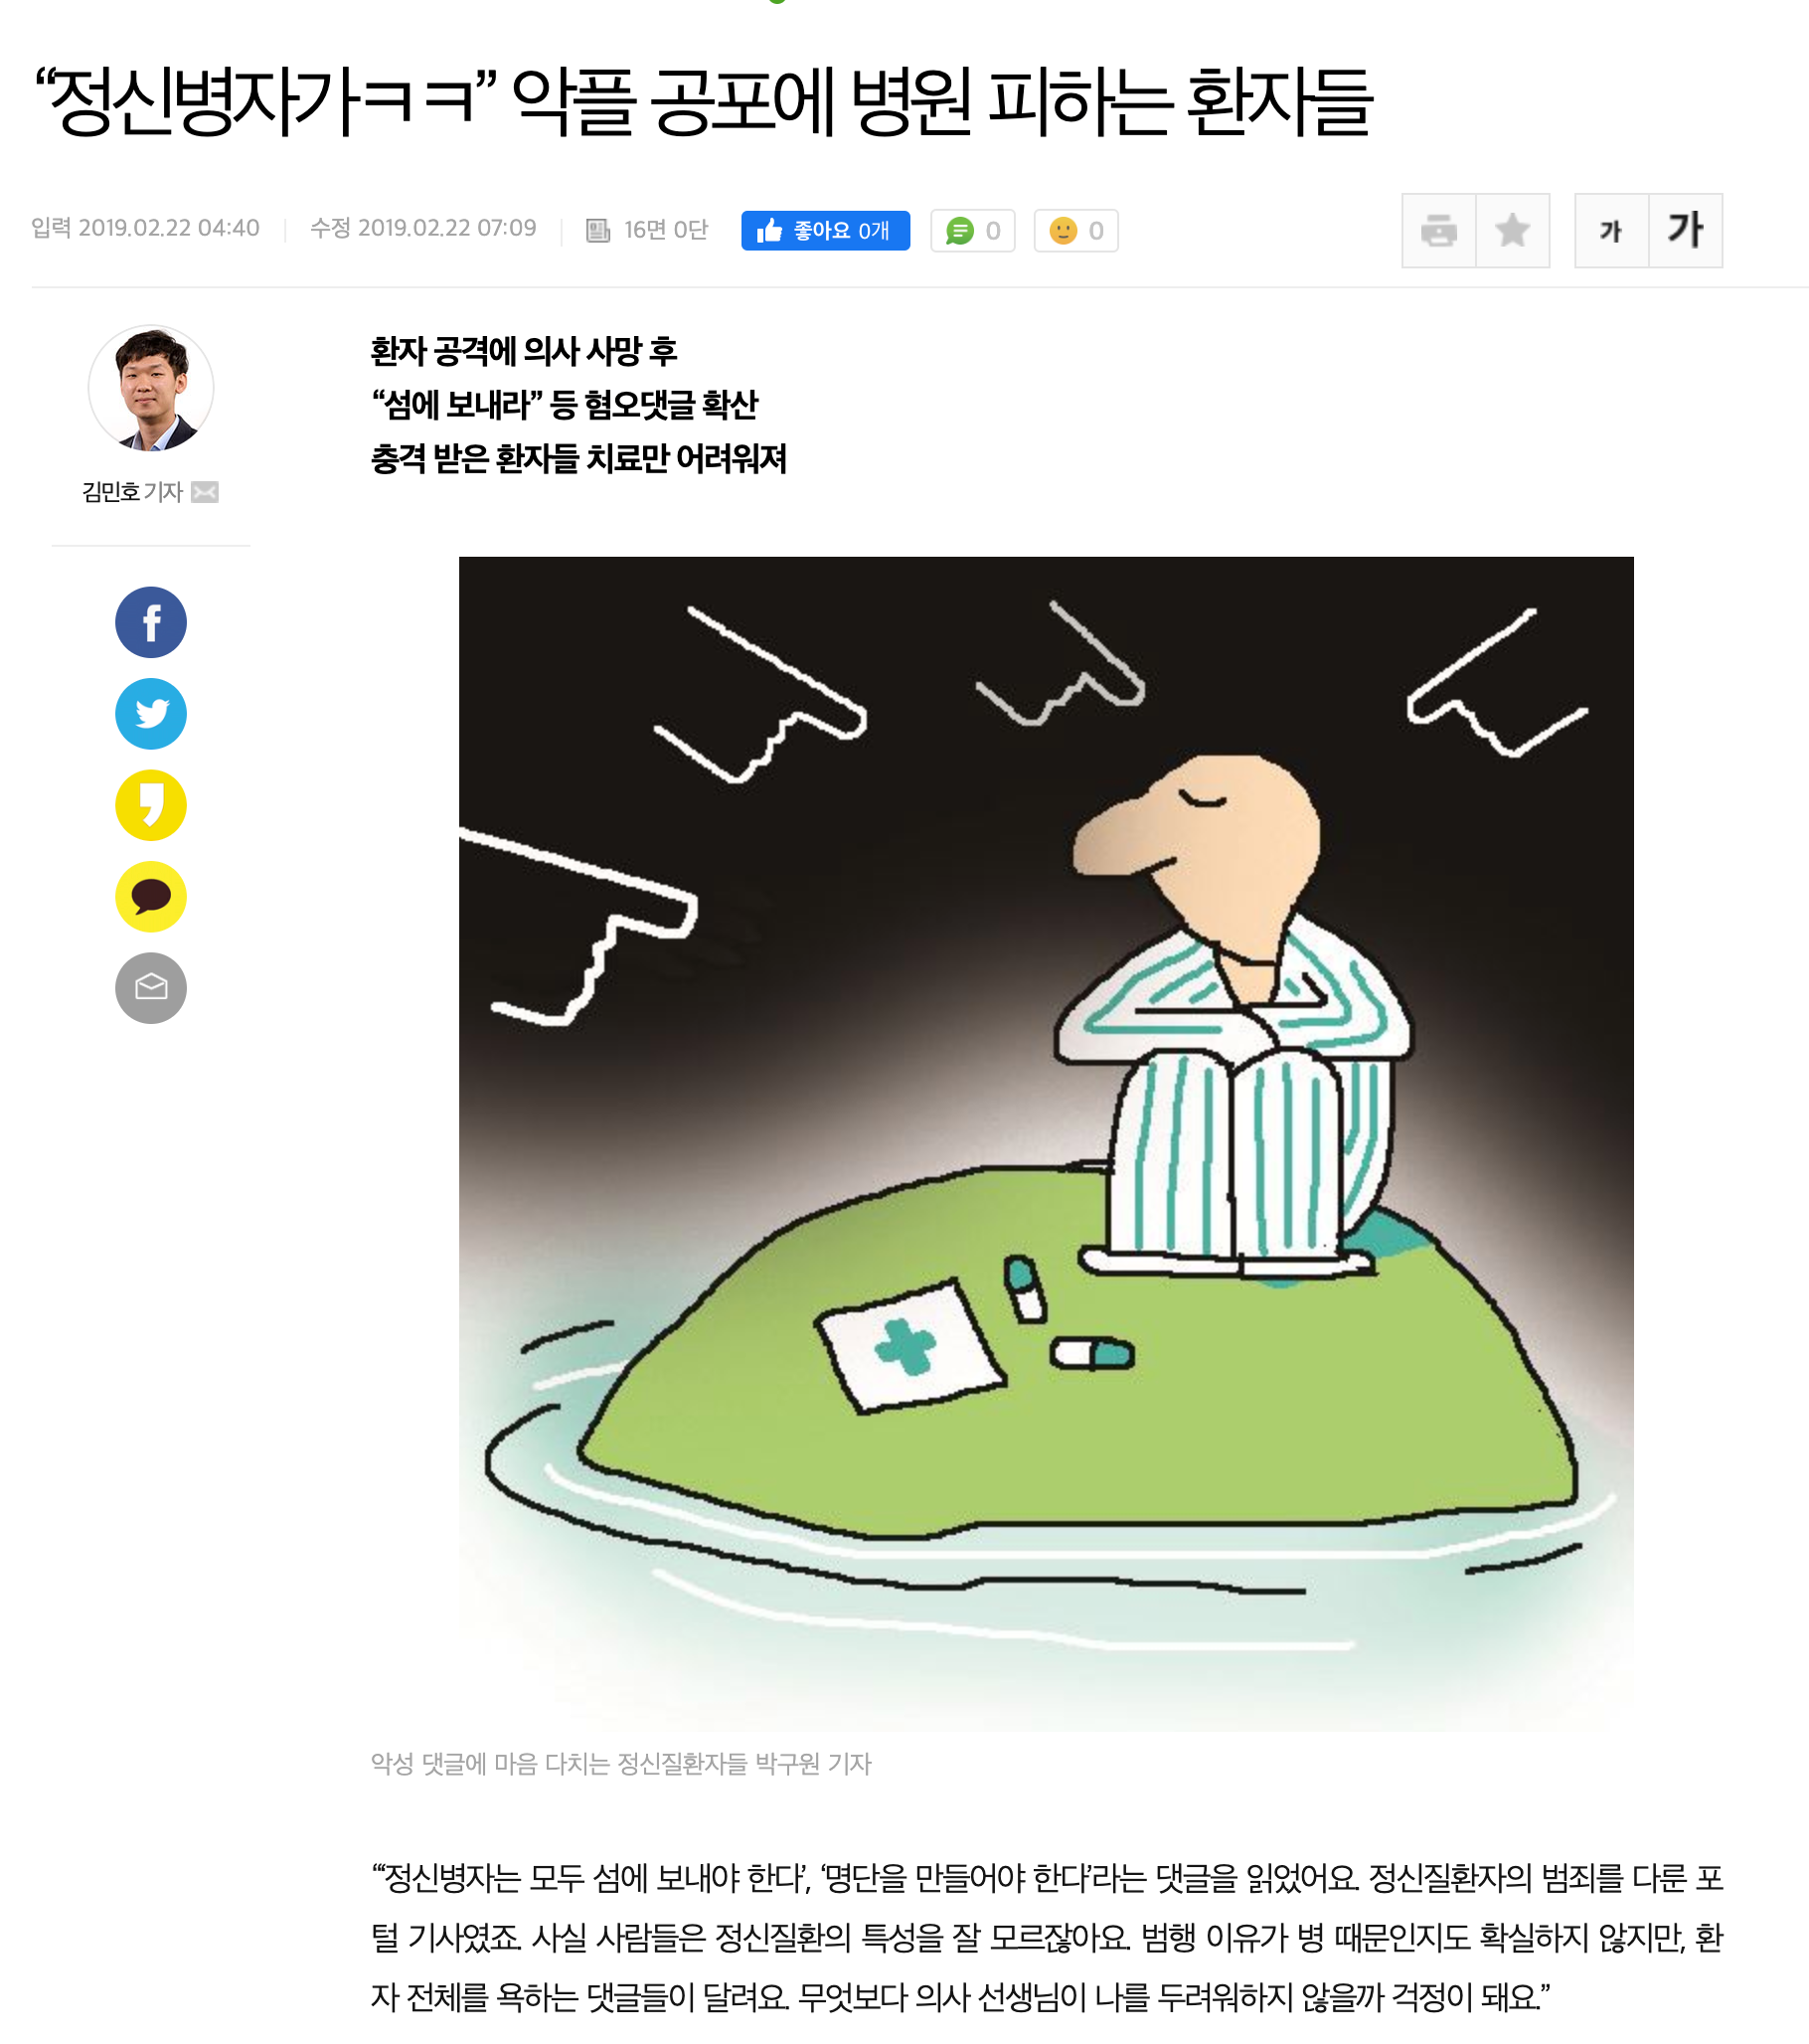 “정신병자가ㅋㅋ” 악플 공포에 병원 피하는 환자들
입력 2019.02.22 04:40
수정 2019.02.22 07:09
16면 0단
좋아요 0개
0
0
가
가
김민호 기자
환자 공격에 의사 사망 후
“섬에 보내라” 등 혐오댓글 확산
충격 받은 환자들 치료만 어려워져
악성 댓글에 마음 다치는 정신질환자들 박구원 기자
“‘정신병자는 모두 섬에 보내야 한다’, ‘명단을 만들어야 한다’라는 댓글을 읽었어요. 정신질환자의 범죄를 다룬 포
털 기사였죠. 사실 사람들은 정신질환의 특성을 잘 모르잖아요. 범행 이유가 병 때문인지도 확실하지 않지만, 환
자 전체를 욕하는 댓글들이 달려요. 무엇보다 의사 선생님이 나를 두려워하지 않을까 걱정이 돼요.”